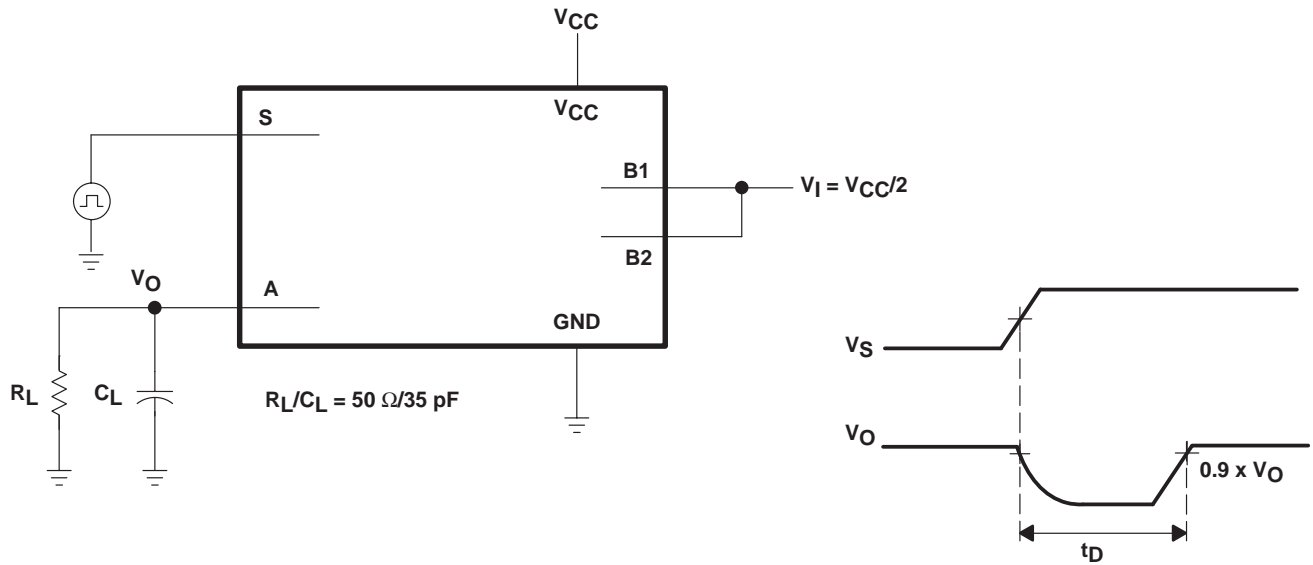 VCC
VCC
S
B1
VI = VCC/2
B2
VO
A
GND
RL
CL
RL/CL = 50 Ω/35 pF
VS
VO
0.9 x VO
tD